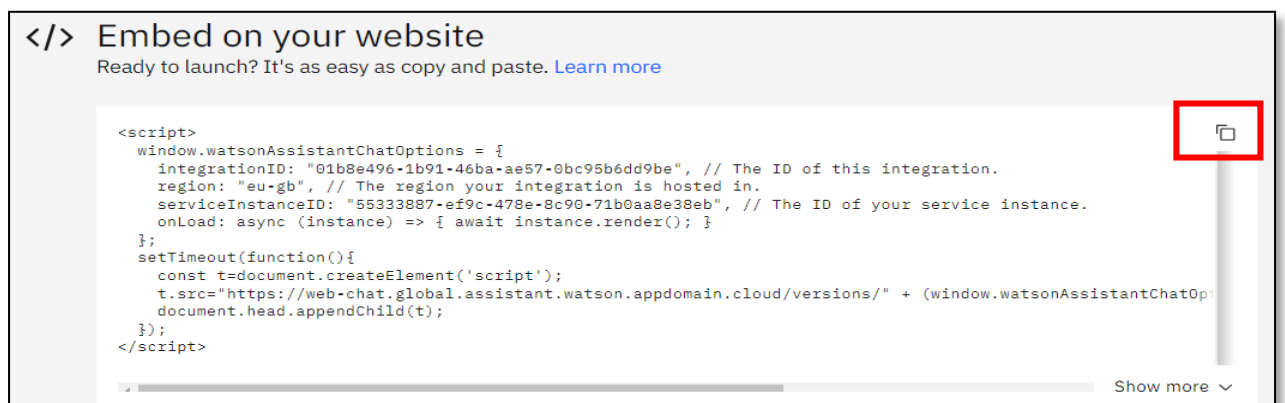 </> Embed on your website
Ready to launch? It's as easy as copy and paste. Learn more
<script>
window.watsonAssistantChatOptions = {
integrationID: "01b8e496-1b91-46ba-ae57-0bc95b6dd9be", // The ID of this integration.
region: "eu-gb", // The region your integration is hosted in.
serviceInstanceID: "55333887-ef9c-478e-8c90-71b0aa8e38eb", // The ID of your service instance.
onLoad: async (instance) => { await instance.render(); }
};
setTimeout(function(){
const t=document.createElement('script');
t.src="https://web-chat.global.assistant.watson.appdomain.cloud/versions/" + (window.watsonAssistantChatOpt
document.head.appendChild(t);
});
</script>
Show more